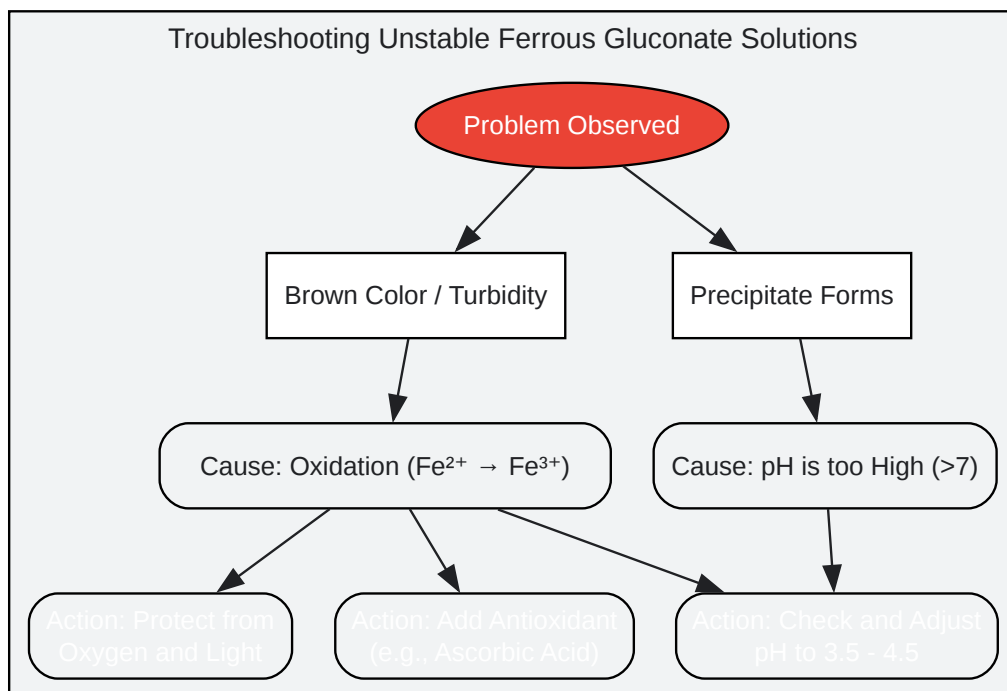 Troubleshooting Unstable Ferrous Gluconate Solutions
Problem Observed
Brown Color / Turbidity
Precipitate Forms
Cause: Oxidation (Fe²⁺ → Fe³⁺)
Cause: pH is too High (>7)
Action: Protect from
Oxygen and Light
Action: Add Antioxidant
(e.g., Ascorbic Acid)
Action: Check and Adjust
pH to 3.5 - 4.5